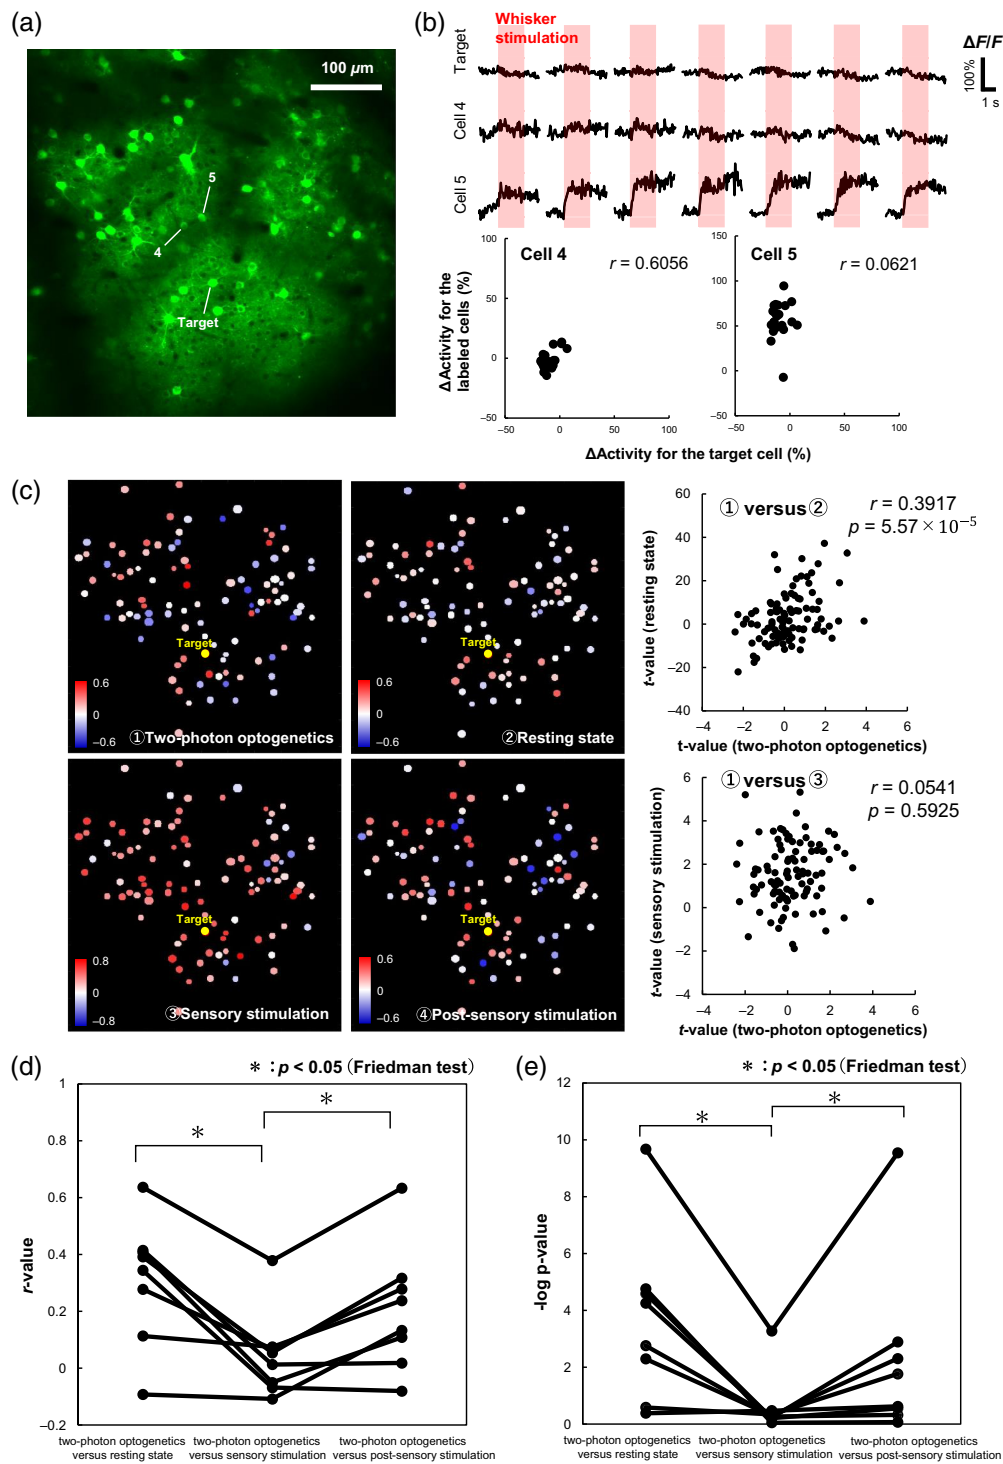 (a)
100 µm
5
4
Target
(b)
Whisker
stimulation
Target
Cell 4
Cell 5
ΔF/F
100%
1 s
Cell 4
r = 0.6056
100
50
0
−50
−50
0
50
100
Cell 5
r = 0.0621
150
100
50
0
−50
−50
0
50
100
ΔActivity for the
labeled cells (%)
ΔActivity for the target cell (%)
(c)
Target
0.6
0
−0.6
①Two-photon optogenetics
Target
0.6
0
−0.6
②Resting state
Target
0.8
0
−0.8
③Sensory stimulation
Target
0.6
0
−0.6
④Post-sensory stimulation
① versus ②
r = 0.3917
p = 5.57 × 10⁻⁵
60
40
20
0
−20
−40
−4
−2
0
2
4
6
t-value (resting state)
t-value (two-photon optogenetics)
① versus ③
r = 0.0541
p = 0.5925
6
4
2
0
−2
−4
−4
−2
0
2
4
6
t-value (sensory stimulation)
t-value (two-photon optogenetics)
(d)
＊：p < 0.05 (Friedman test)
＊
＊
1
0.8
0.6
0.4
0.2
0
−0.2
r-value
two-photon optogenetics
versus resting state
two-photon optogenetics
versus sensory stimulation
two-photon optogenetics
versus post-sensory stimulation
(e)
＊：p < 0.05 (Friedman test)
＊
＊
12
10
8
6
4
2
0
-log p-value
two-photon optogenetics
versus resting state
two-photon optogenetics
versus sensory stimulation
two-photon optogenetics
versus post-sensory stimulation